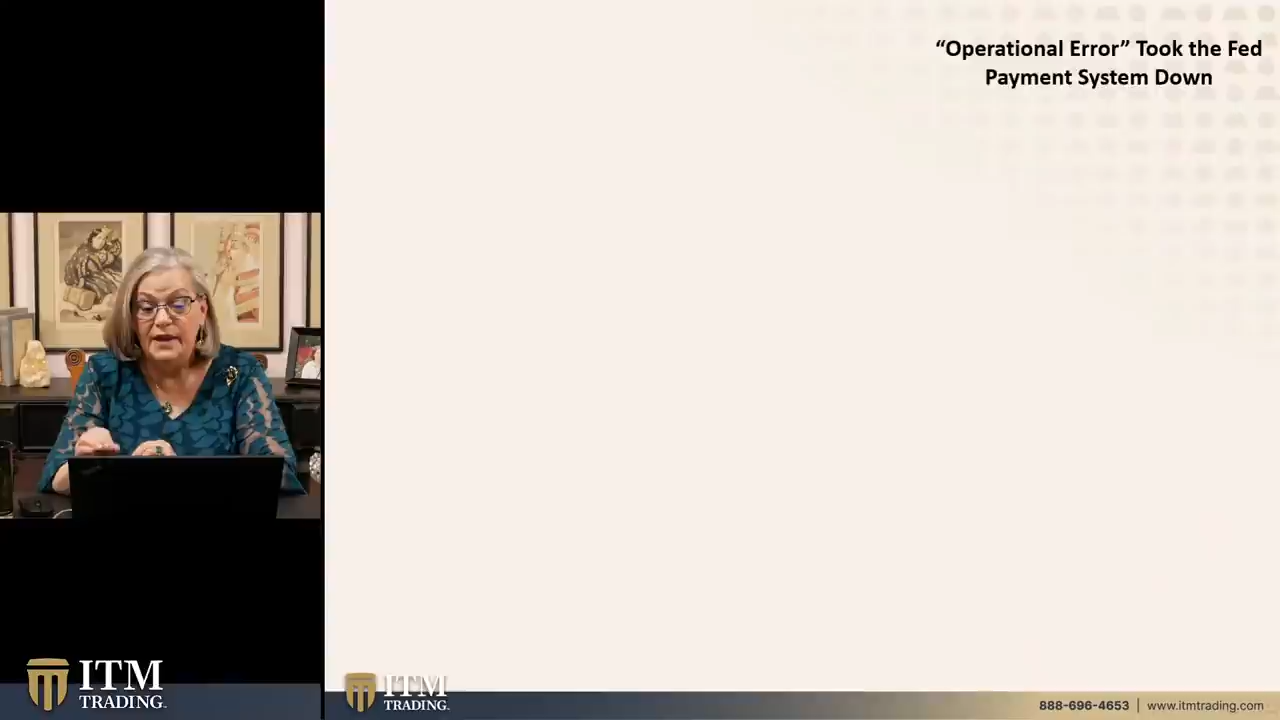 “Operational Error” Took the Fed
Payment System Down
ITM
TRADING
ITM
TRADING
888-696-4653 | www.itmtrading.com